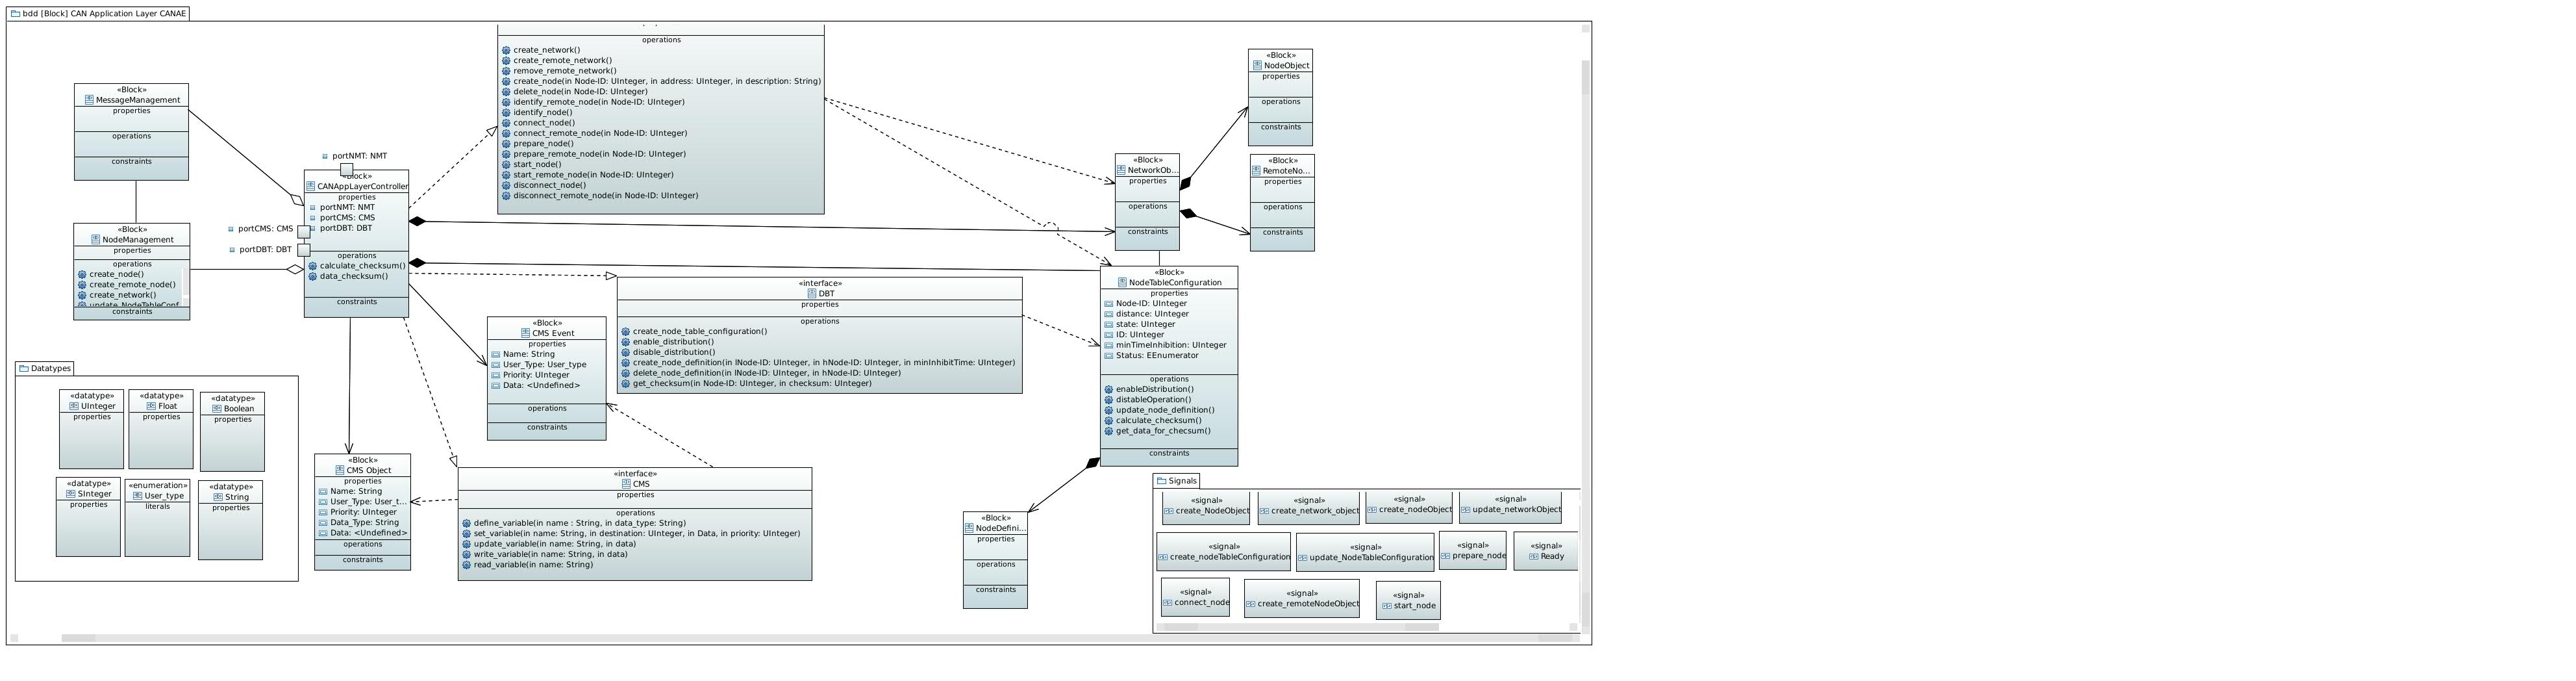 bdd [Block] CAN Application Layer CANAE
«Block»
MessageManagement
properties
operations
constraints
«Block»
NodeManagement
properties
operations
create_node()
create_remote_node()
create_network()
update_NodeTableConf
constraints
portNMT: NMT
portCMS: CMS
portDBT: DBT
«Block»
CANAppLayerController
properties
portNMT: NMT
portCMS: CMS
portDBT: DBT
operations
calculate_checksum()
data_checksum()
constraints
operations
create_network()
create_remote_network()
remove_remote_network()
create_node(in Node-ID: UInteger, in address: UInteger, in description: String)
delete_node(in Node-ID: UInteger)
identify_remote_node(in Node-ID: UInteger)
identify_node()
connect_node()
connect_remote_node(in Node-ID: UInteger)
prepare_node()
prepare_remote_node(in Node-ID: UInteger)
start_node()
start_remote_node(in Node-ID: UInteger)
disconnect_node()
disconnect_remote_node(in Node-ID: UInteger)
«Block»
NodeObject
properties
operations
constraints
«Block»
NetworkOb...
properties
operations
constraints
«Block»
RemoteNo...
properties
operations
constraints
«interface»
DBT
properties
operations
create_node_table_configuration()
enable_distribution()
disable_distribution()
create_node_definition(in lNode-ID: UInteger, in hNode-ID: UInteger, in minInhibitTime: UInteger)
delete_node_definition(in lNode-ID: UInteger, in hNode-ID: UInteger)
get_checksum(in Node-ID: UInteger, in checksum: UInteger)
«Block»
NodeTableConfiguration
properties
Node-ID: UInteger
distance: UInteger
state: UInteger
ID: UInteger
minTimeInhibition: UInteger
Status: EEnumerator
operations
enableDistribution()
distableOperation()
update_node_definition()
calculate_checksum()
get_data_for_checsum()
constraints
«Block»
CMS Event
properties
Name: String
User_Type: User_type
Priority: UInteger
Data: <Undefined>
operations
constraints
Datatypes
«datatype»
UInteger
properties
«datatype»
Float
properties
«datatype»
Boolean
properties
«datatype»
SInteger
properties
«enumeration»
User_type
literals
«datatype»
String
properties
«Block»
CMS Object
properties
Name: String
User_Type: User_t...
Priority: UInteger
Data_Type: String
Data: <Undefined>
operations
constraints
«interface»
CMS
properties
operations
define_variable(in name : String, in data_type: String)
set_variable(in name: String, in destination: UInteger, in Data, in priority: UInteger)
update_variable(in name: String, in data)
write_variable(in name: String, in data)
read_variable(in name: String)
«Block»
NodeDefini...
properties
operations
constraints
Signals
«signal»
create_NodeObject
«signal»
create_network_object
«signal»
create_nodeObject
«signal»
update_networkObject
«signal»
create_nodeTableConfiguration
«signal»
update_NodeTableConfiguration
«signal»
prepare_node
«signal»
Ready
«signal»
connect_node
«signal»
create_remoteNodeObject
«signal»
start_node